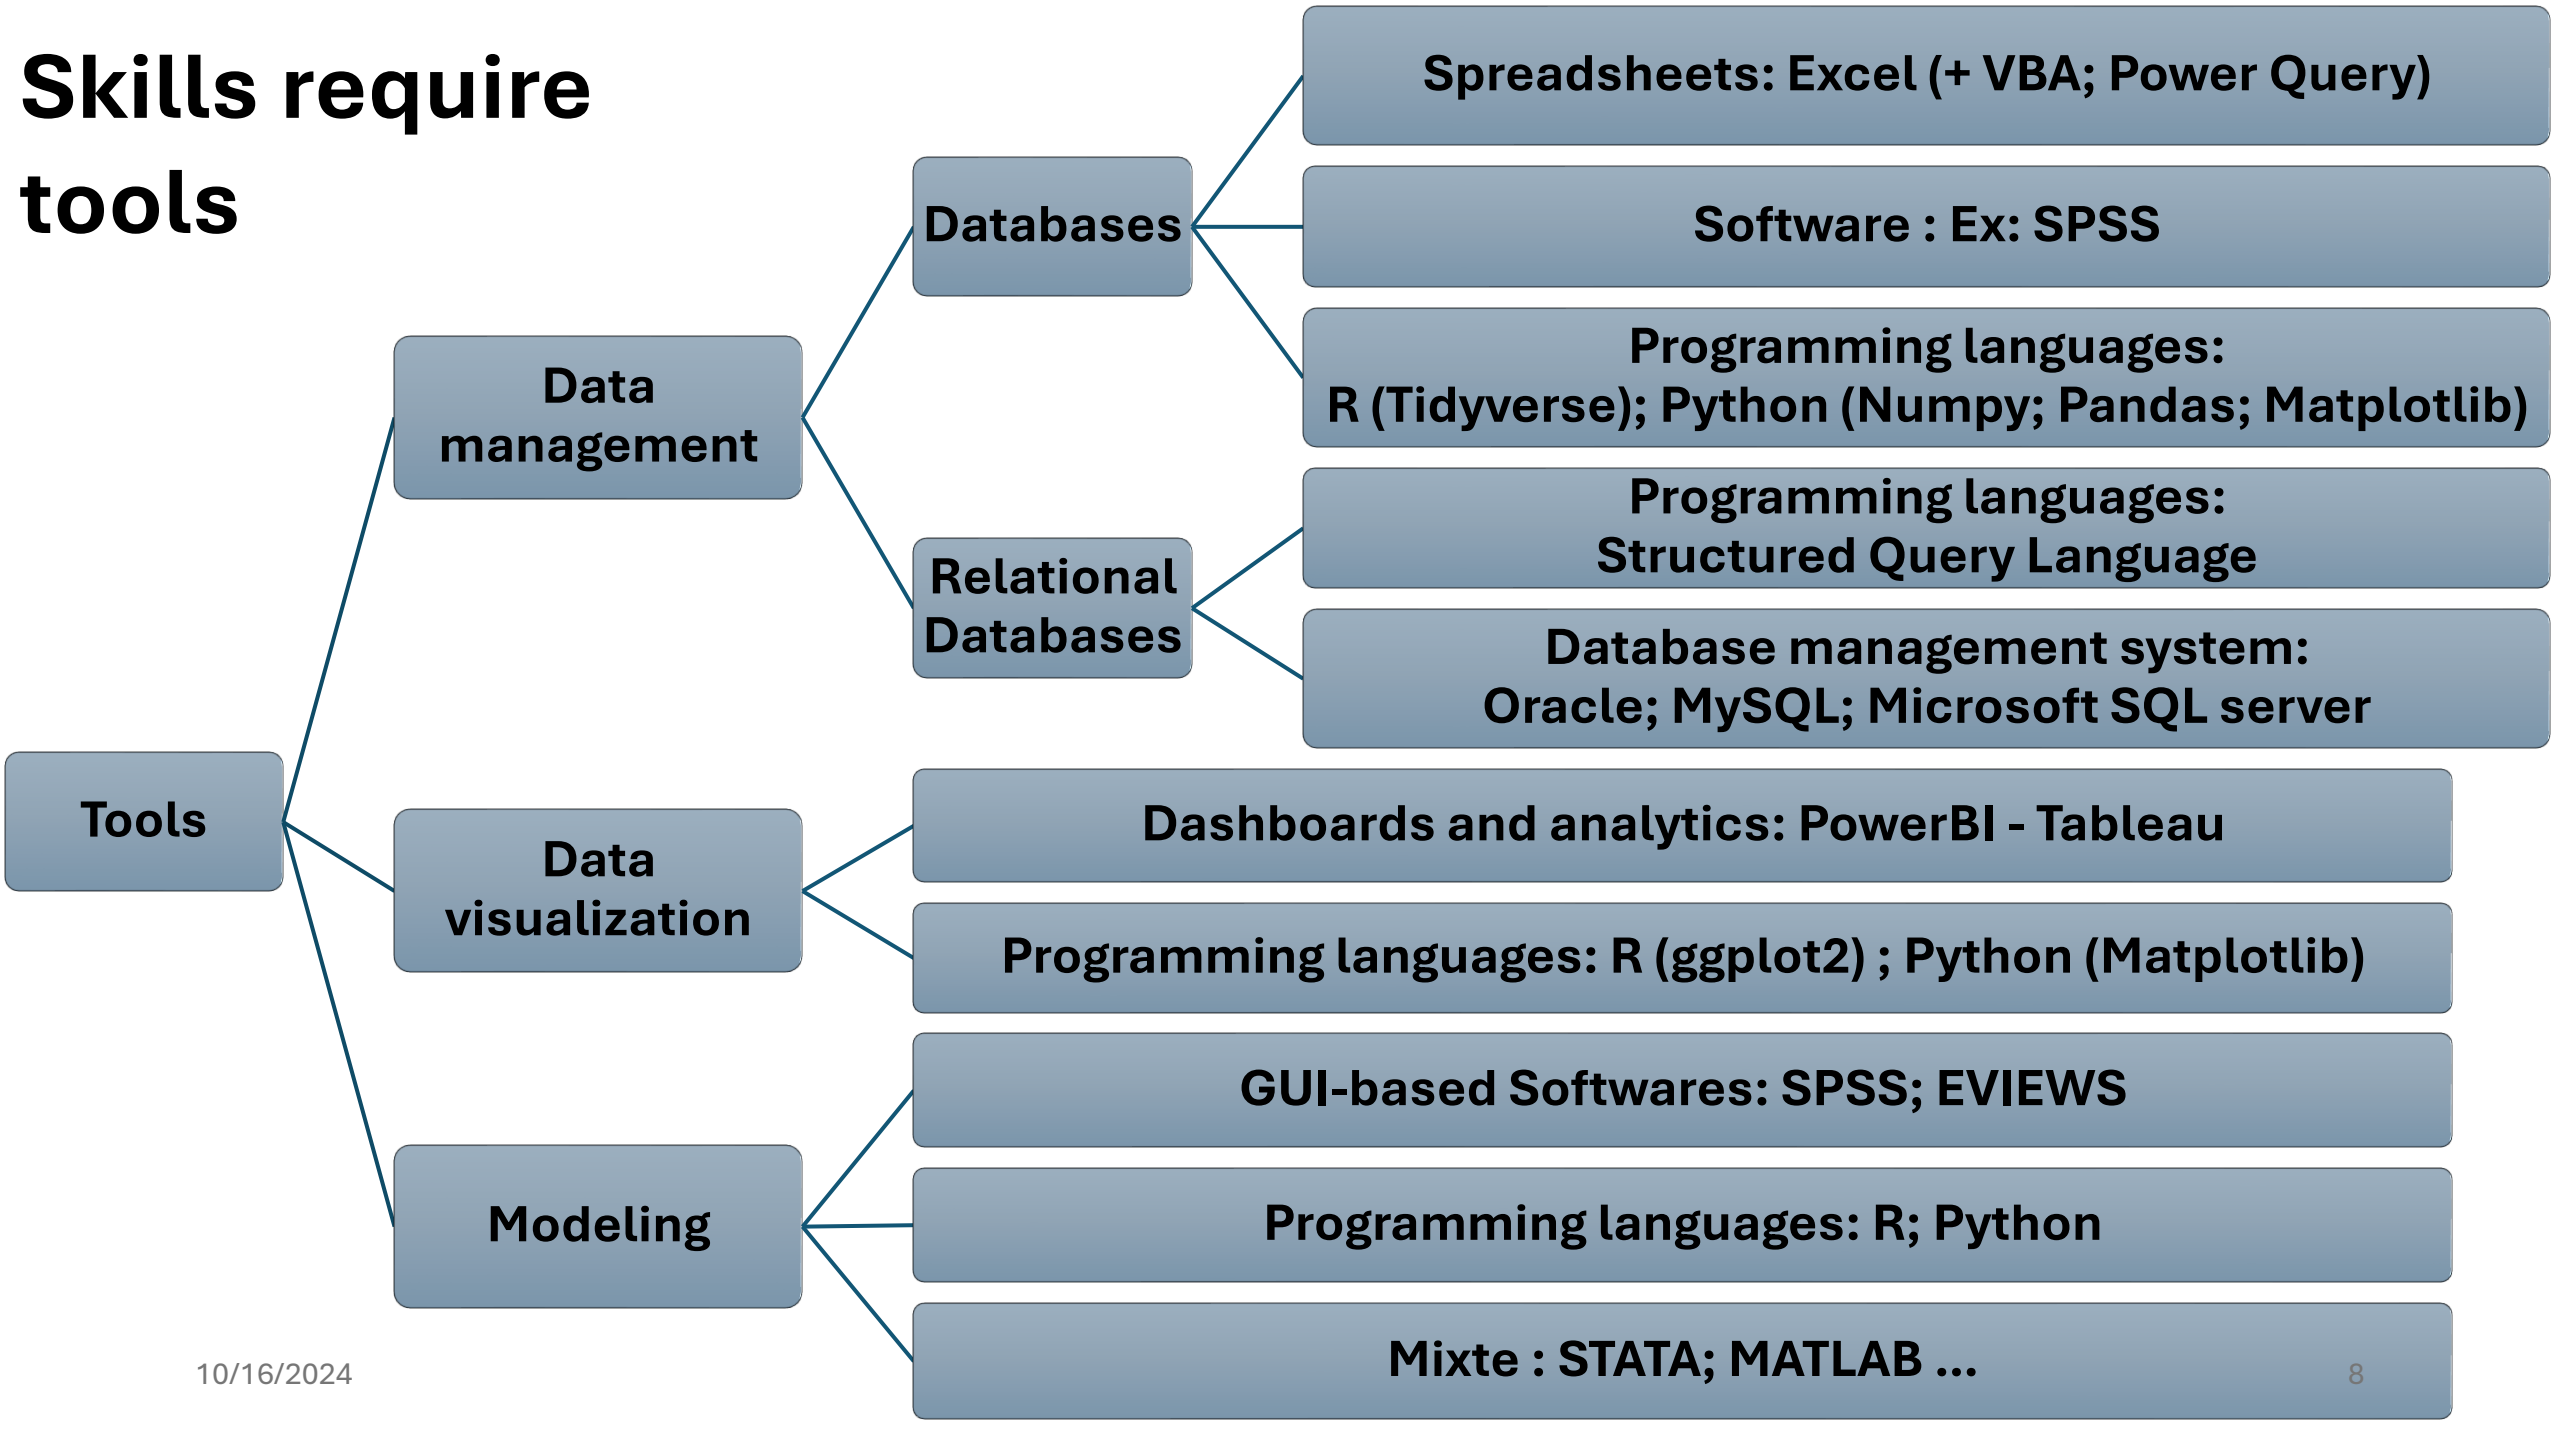 Skills require
tools
Tools
Data
management
Databases
Spreadsheets: Excel (+ VBA; Power Query)
Software : Ex: SPSS
Programming languages:
R (Tidyverse); Python (Numpy; Pandas; Matplotlib)
Relational
Databases
Programming languages:
Structured Query Language
Database management system:
Oracle; MySQL; Microsoft SQL server
Data
visualization
Dashboards and analytics: PowerBI - Tableau
Programming languages: R (ggplot2) ; Python (Matplotlib)
Modeling
GUI-based Softwares: SPSS; EVIEWS
Programming languages: R; Python
Mixte : STATA; MATLAB ...
10/16/2024
8